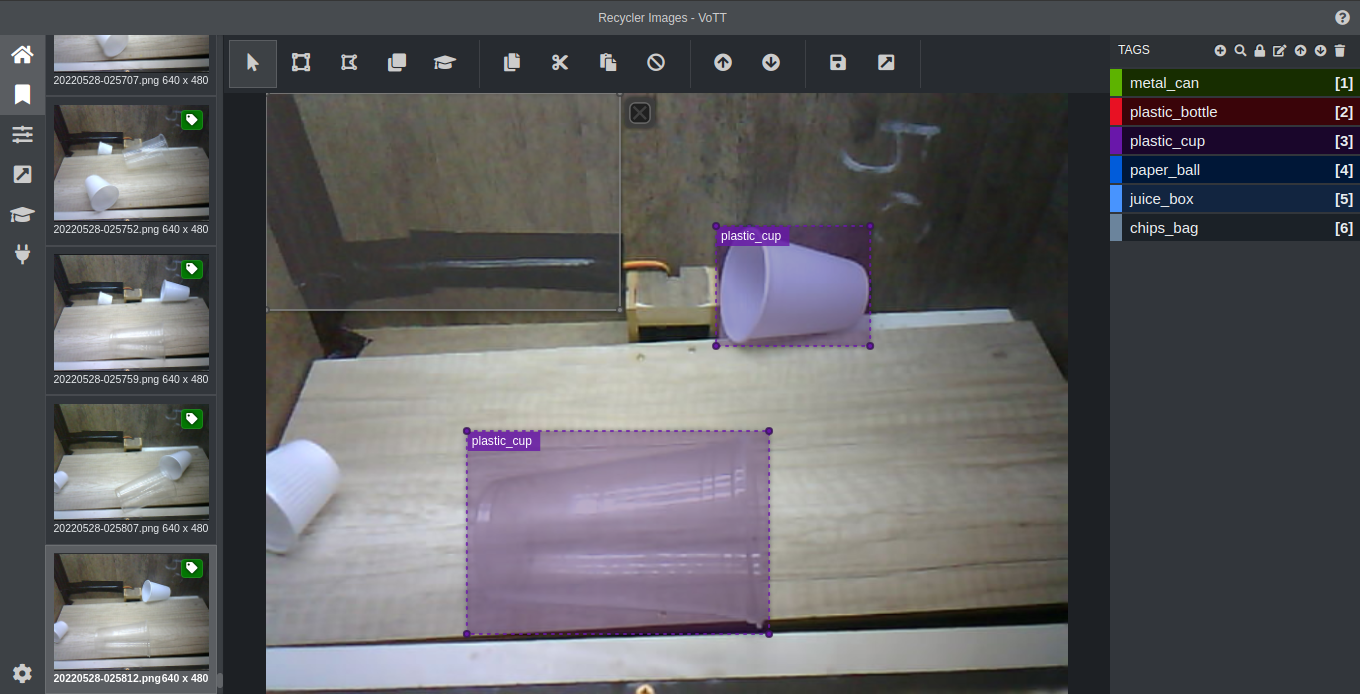 Recycler Images - VoTT
20220528-025707.png 640 x 480
20220528-025752.png 640 x 480
20220528-025759.png 640 x 480
20220528-025807.png 640 x 480
20220528-025812.png 640 x 480
plastic_cup
plastic_cup
TAGS
metal_can [1]
plastic_bottle [2]
plastic_cup [3]
paper_ball [4]
juice_box [5]
chips_bag [6]